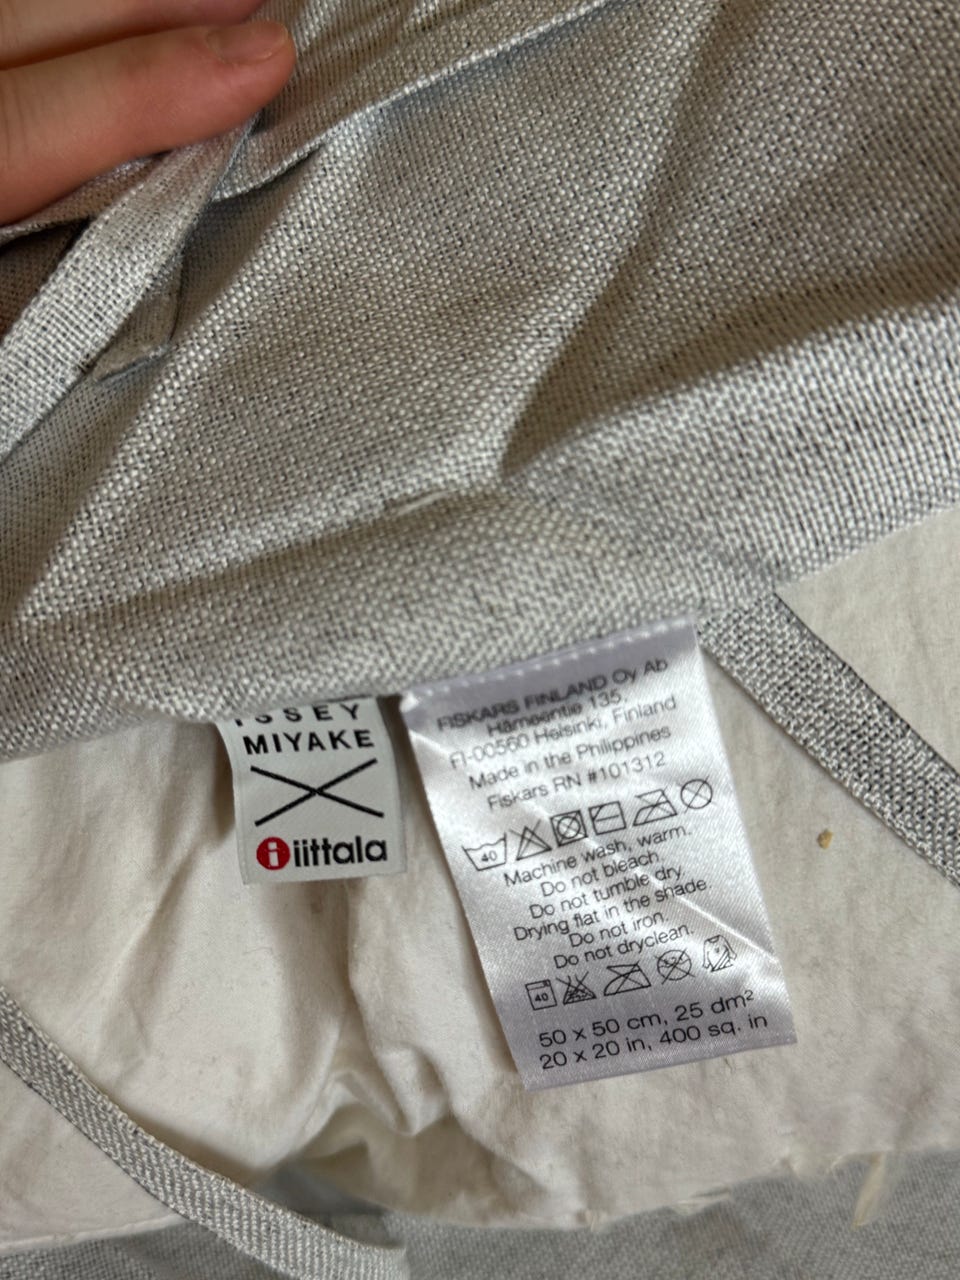 ISSEY
MIYAKE
iittala
FISKARS FINLAND Oy Ab
Hämeentie 135,
FI-00560 Helsinki, Finland
Made in the Philippines
Fiskars RN #101312
40
Machine wash, warm.
Do not bleach.
Do not tumble dry.
Drying flat in the shade.
Do not iron.
Do not dryclean.
40
50 x 50 cm, 25 dm²
20 x 20 in, 400 sq. in